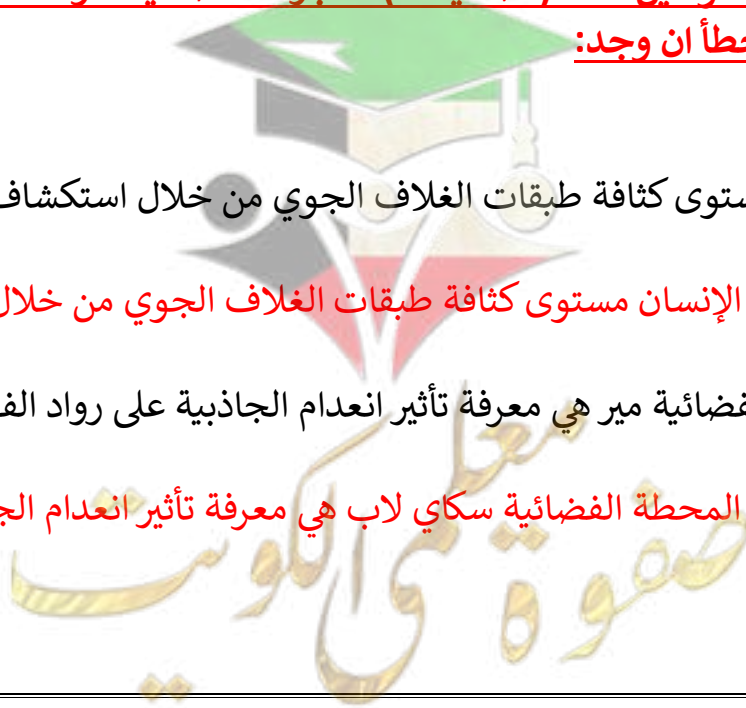 خطأ ان وجد:
ستوى كثافة طبقات الغلاف الجوي من خلال استكشاف
الإنسان مستوى كثافة طبقات الغلاف الجوي من خلال
فضائية مير هي معرفة تأثير انعدام الجاذبية على رواد الف
المحطة الفضائية سكاي لاب هي معرفة تأثير انعدام الج
صفوة معلمى الكويت